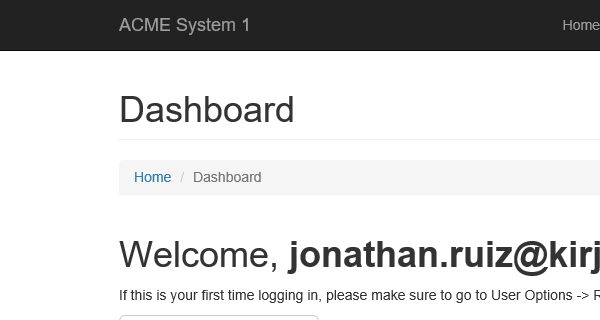 ACME System 1
Home
Dashboard
Home / Dashboard
Welcome, jonathan.ruiz@kirj
If this is your first time logging in, please make sure to go to User Options -> R